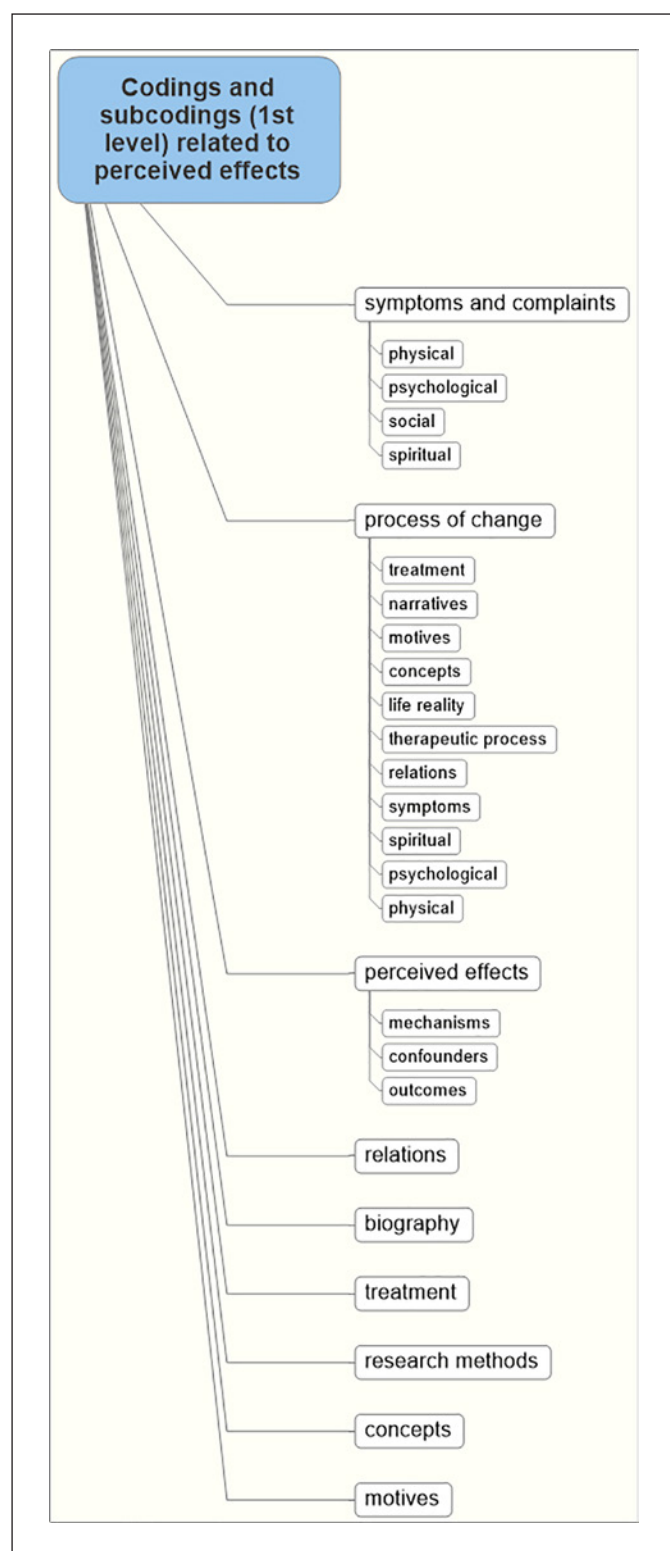 Codings and
subcodings (1st
level) related to
perceived effects
symptoms and complaints
physical
psychological
social
spiritual
process of change
treatment
narratives
motives
concepts
life reality
therapeutic process
relations
symptoms
spiritual
psychological
physical
perceived effects
mechanisms
confounders
outcomes
relations
biography
treatment
research methods
concepts
motives